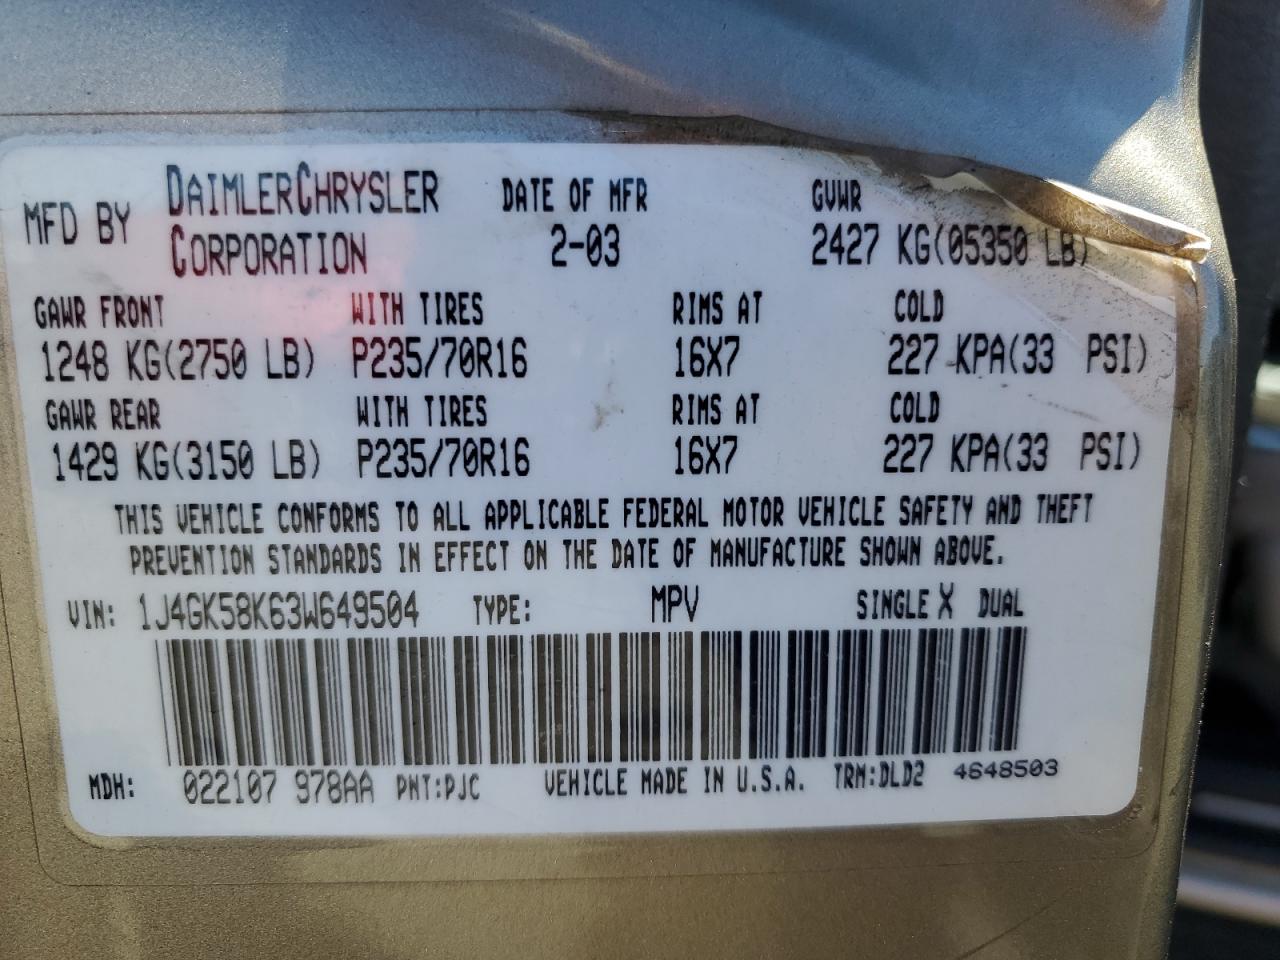 MFD BY DAIMLERCHRYSLER CORPORATION DATE OF MFR 2-03 GVWR 2427 KG(05350 LB)
GAWR FRONT WITH TIRES RIMS AT COLD
1248 KG(2750 LB) P235/70R16 16X7 227 KPA(33 PSI)
GAWR REAR WITH TIRES RIMS AT COLD
1429 KG(3150 LB) P235/70R16 16X7 227 KPA(33 PSI)
THIS VEHICLE CONFORMS TO ALL APPLICABLE FEDERAL MOTOR VEHICLE SAFETY AND THEFT
PREVENTION STANDARDS IN EFFECT ON THE DATE OF MANUFACTURE SHOWN ABOVE.
VIN: 1J4GK58K63W649504 TYPE: MPV SINGLE X DUAL
MDH: 022107 978AA PNT:PJC VEHICLE MADE IN U.S.A. TRM:DLD2 4648503